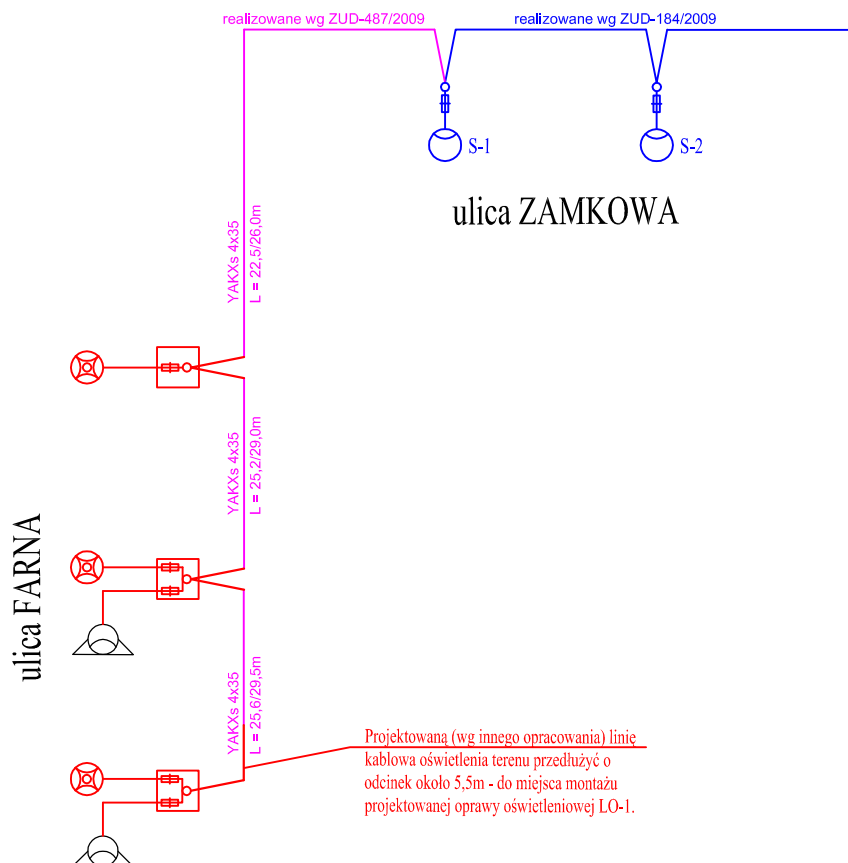 realizowane wg ZUD-487/2009
realizowane wg ZUD-184/2009
S-1
S-2
ulica ZAMKOWA
YAKXs 4x35
L = 22,5/26,0m
YAKXs 4x35
L = 25,2/29,0m
ulica FARNA
YAKXs 4x35
L = 25,6/29,5m
Projektowaną (wg innego opracowania) linię
kablowa oświetlenia terenu przedłużyć o
odcinek około 5,5m - do miejsca montażu
projektowanej oprawy oświetleniowej LO-1.